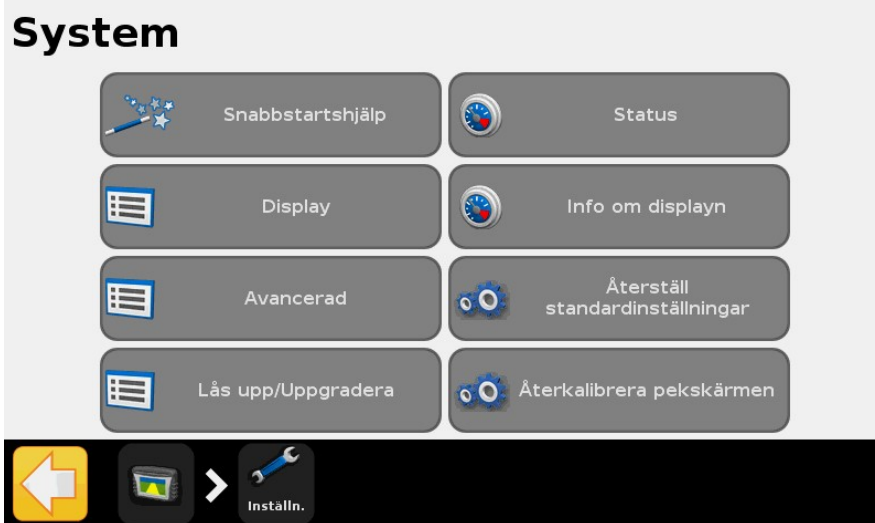 System
Snabbstartshjälp
Status
Display
Info om displayn
Avancerad
Återställ
standardinställningar
Lås upp/Uppgradera
Återkalibrera pekskärmen
Inställn.